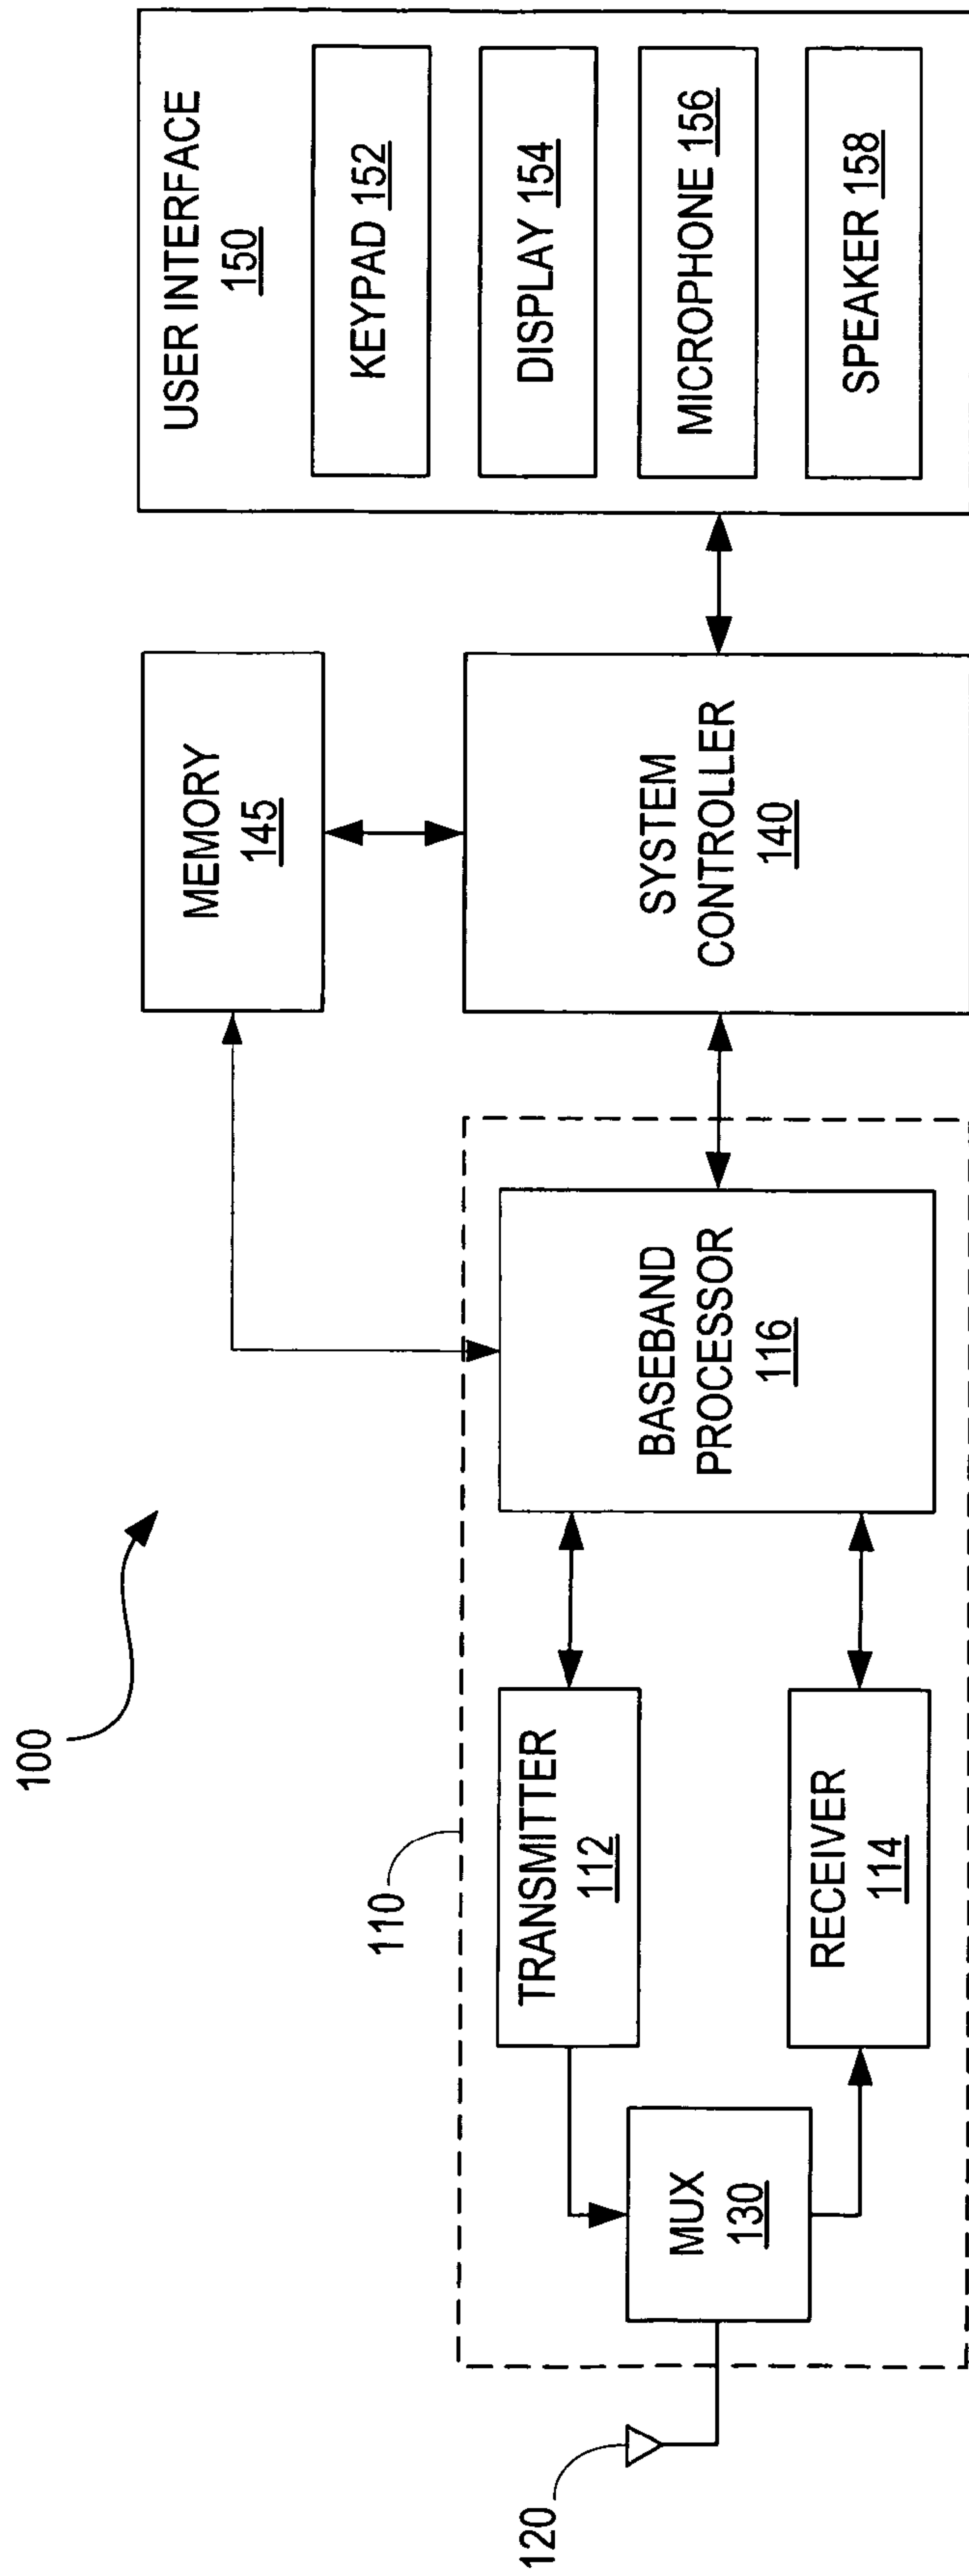 100
110
120
TRANSMITTER
112
RECEIVER
114
MUX
130
BASEBAND
PROCESSOR
116
MEMORY
145
SYSTEM
CONTROLLER
140
USER INTERFACE
150
KEYPAD 152
DISPLAY 154
MICROPHONE 156
SPEAKER 158